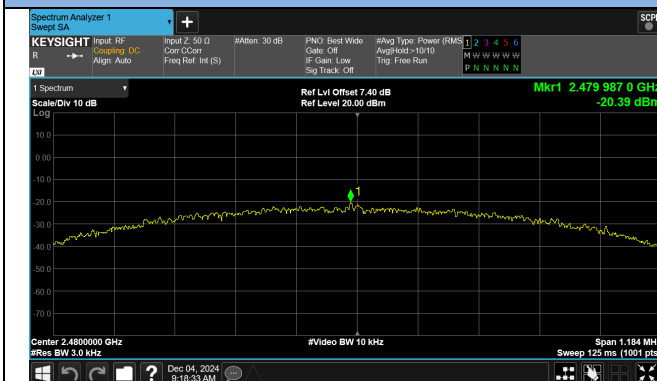 Spectrum Analyzer 1
Swept SA
+
SCPI
KEYSIGHT Input: RF Input Z: 50 Ω #Atten: 30 dB PNO: Best Wide #Avg Type: Power (RMS 1 2 3 4 5 6
R Coupling: DC Corr CCorr Gate: Off Avg|Hold:>10/10 M W W W W W
Align: Auto Freq Ref: Int (S) IF Gain: Low Trig: Free Run
LXI Sig Track: Off P N N N N N
1 Spectrum Ref Lvl Offset 7.40 dB Mkr1 2.479 987 0 GHz
Scale/Div 10 dB Ref Level 20.00 dBm -20.39 dBm
Log
10.0
0.00
-10.0
1
-20.0
-30.0
-40.0
-50.0
-60.0
-70.0
Center 2.4800000 GHz #Video BW 10 kHz Span 1.184 MH
#Res BW 3.0 kHz Sweep 125 ms (1001 pts
? Dec 04, 2024
9:18:33 AM